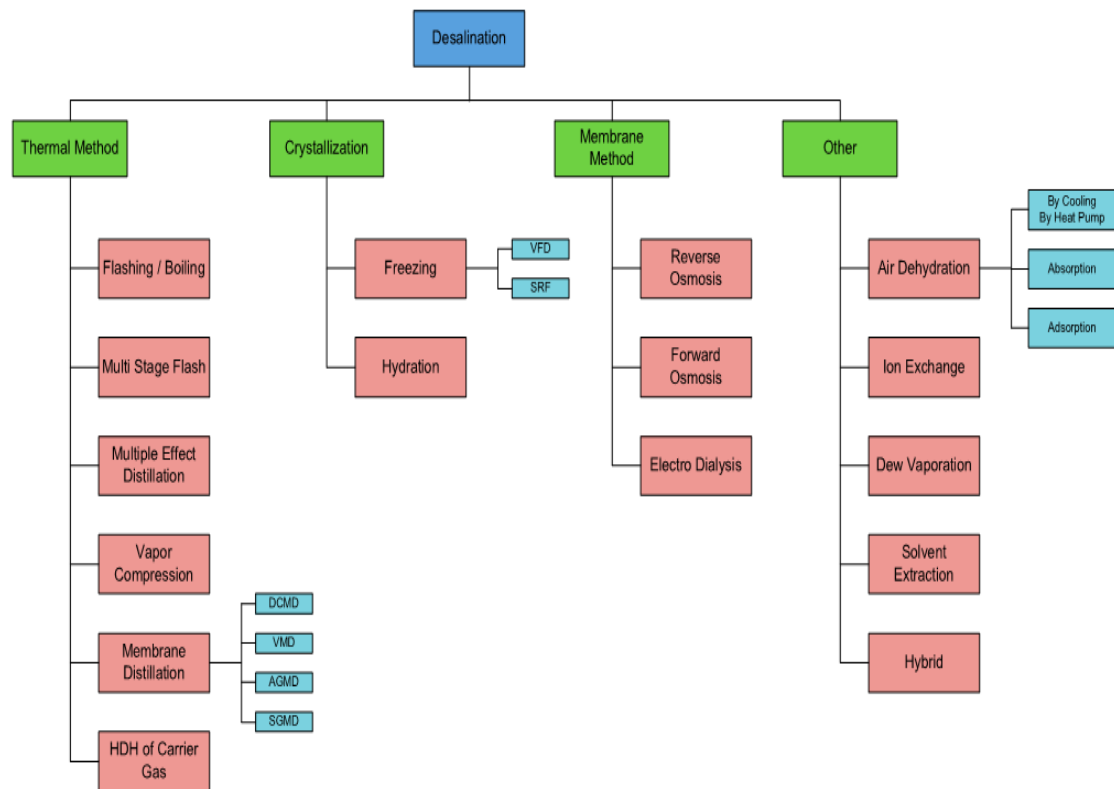 Desalination
Thermal Method
Crystallization
Membrane
Method
Other
Flashing / Boiling
Multi Stage Flash
Multiple Effect
Distillation
Vapor
Compression
Membrane
Distillation
DCMD
VMD
AGMD
SGMD
HDH of Carrier
Gas
Freezing
VFD
SRF
Hydration
Reverse
Osmosis
Forward
Osmosis
Electro Dialysis
Air Dehydration
By Cooling
By Heat Pump
Absorption
Adsorption
Ion Exchange
Dew Vaporation
Solvent
Extraction
Hybrid